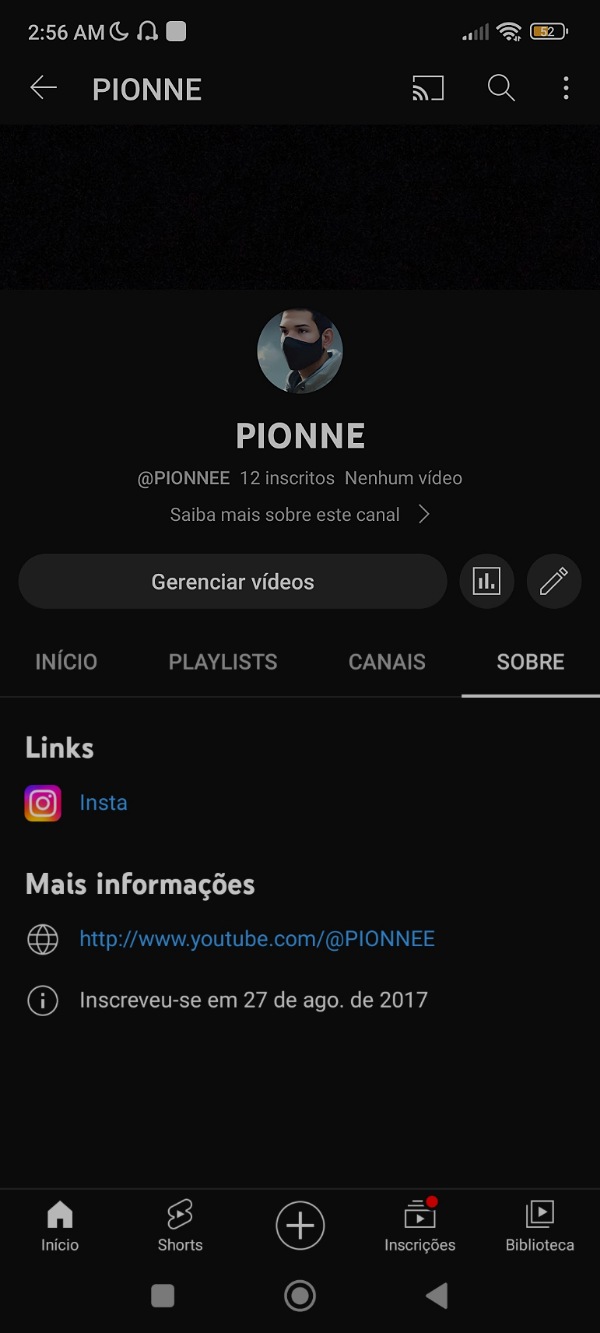 2:56 AM 52
PIONNE
PIONNE
@PIONNEE 12 inscritos Nenhum vídeo
Saiba mais sobre este canal
Gerenciar vídeos
INÍCIO PLAYLISTS CANAIS SOBRE
Links
Insta
Mais informações
http://www.youtube.com/@PIONNEE
Inscreveu-se em 27 de ago. de 2017
Início Shorts Inscrições Biblioteca